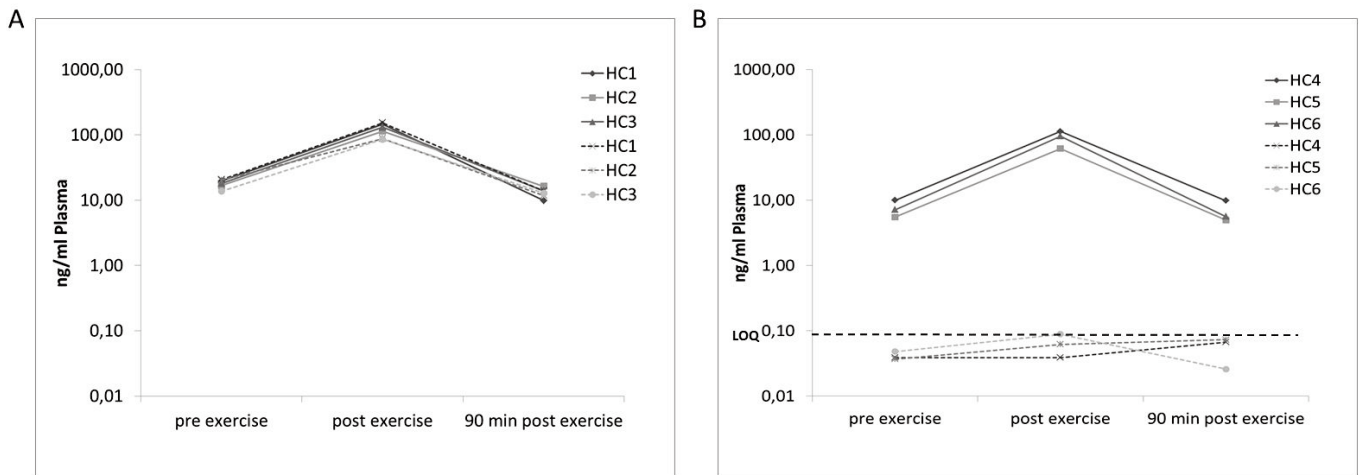 A
1000,00
100,00
10,00
1,00
0,10
0,01
ng/ml Plasma
pre exercise
post exercise
90 min post exercise
HC1
HC2
HC3
HC1
HC2
HC3
B
1000,00
100,00
10,00
1,00
0,10
0,01
LOQ
ng/ml Plasma
pre exercise
post exercise
90 min post exercise
HC4
HC5
HC6
HC4
HC5
HC6